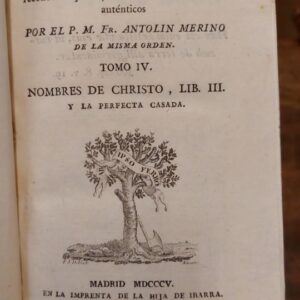 auténticos
POR EL P. M. FR. ANTOLIN MERINO
DE LA MISMA ORDEN.
TOMO IV.
NOMBRES DE CHRISTO, LIB. III.
Y LA PERFECTA CASADA.
IPSO
MADRID MDCCCV.
EN LA IMPRENTA DE LA HIJA DE IBARRA.